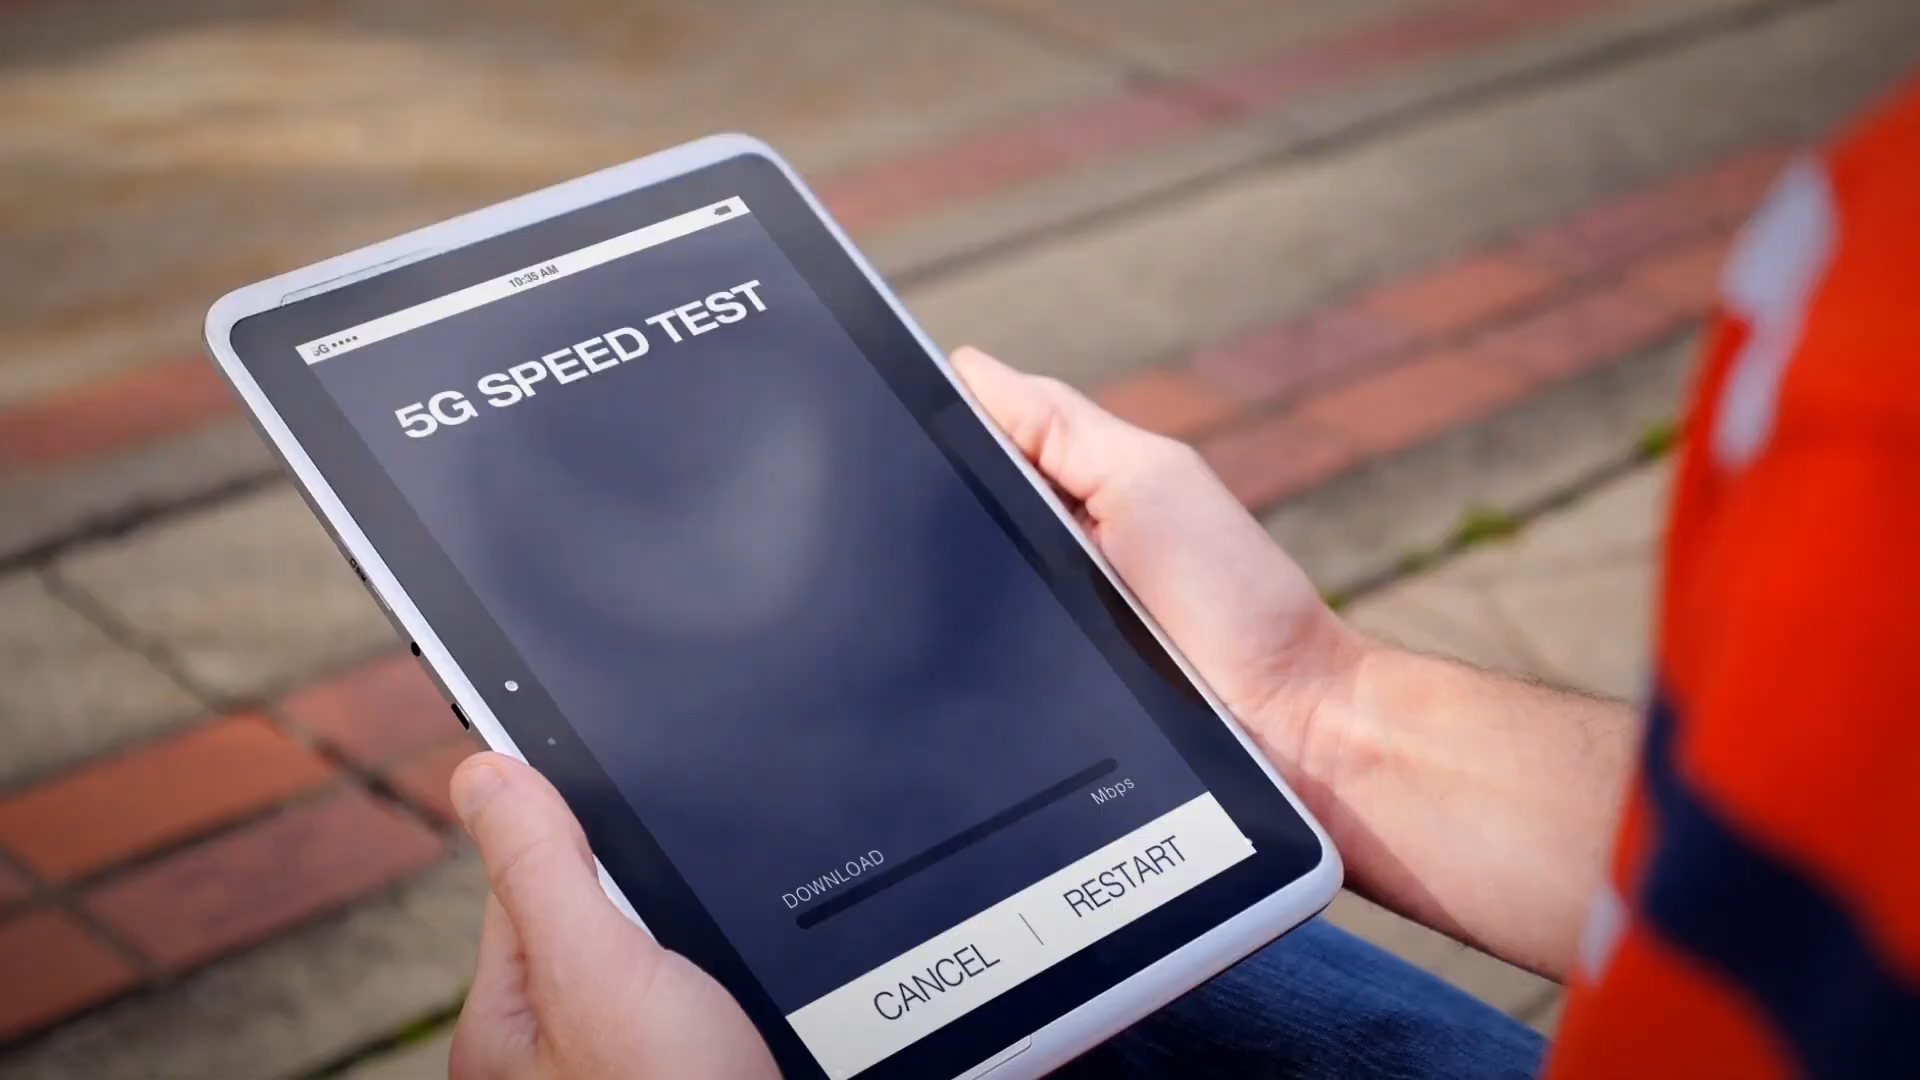 5G
10:35 AM
5G SPEED TEST
DOWNLOAD
Mbps
CANCEL
RESTART